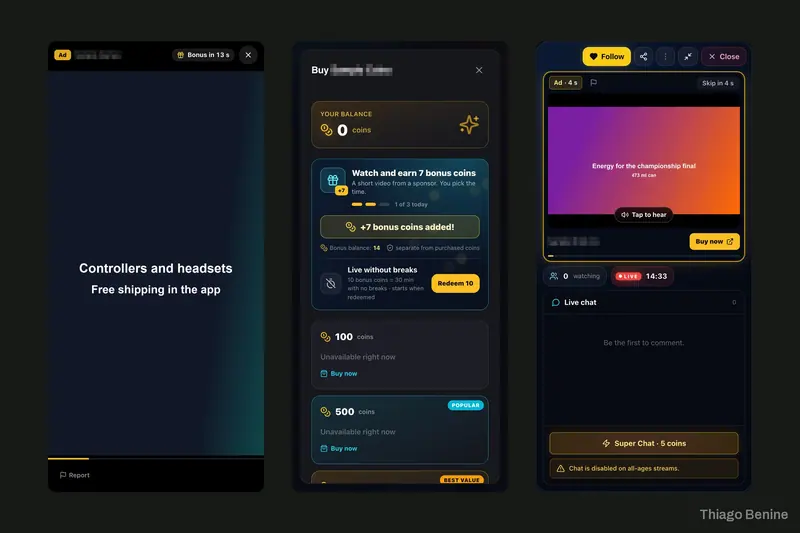 Ad
Bonus in 13 s
Controllers and headsets
Free shipping in the app
Report
Buy
YOUR BALANCE
0 coins
Watch and earn 7 bonus coins
A short video from a sponsor. You pick the
time.
+7
1 of 3 today
+7 bonus coins added!
Bonus balance: 14 separate from purchased coins
Live without breaks
10 bonus coins = 30 min
with no breaks · starts when
redeemed
Redeem 10
100 coins
Unavailable right now
Buy now
POPULAR
500 coins
Unavailable right now
Buy now
BEST VALUE
Follow
Close
Ad · 4 s
Skip in 4 s
Energy for the championship final
473 ml can
Tap to hear
Buy now
0 watching
LIVE 14:33
Live chat
0
Be the first to comment.
Super Chat · 5 coins
Chat is disabled on all-ages streams.
Thiago Benine